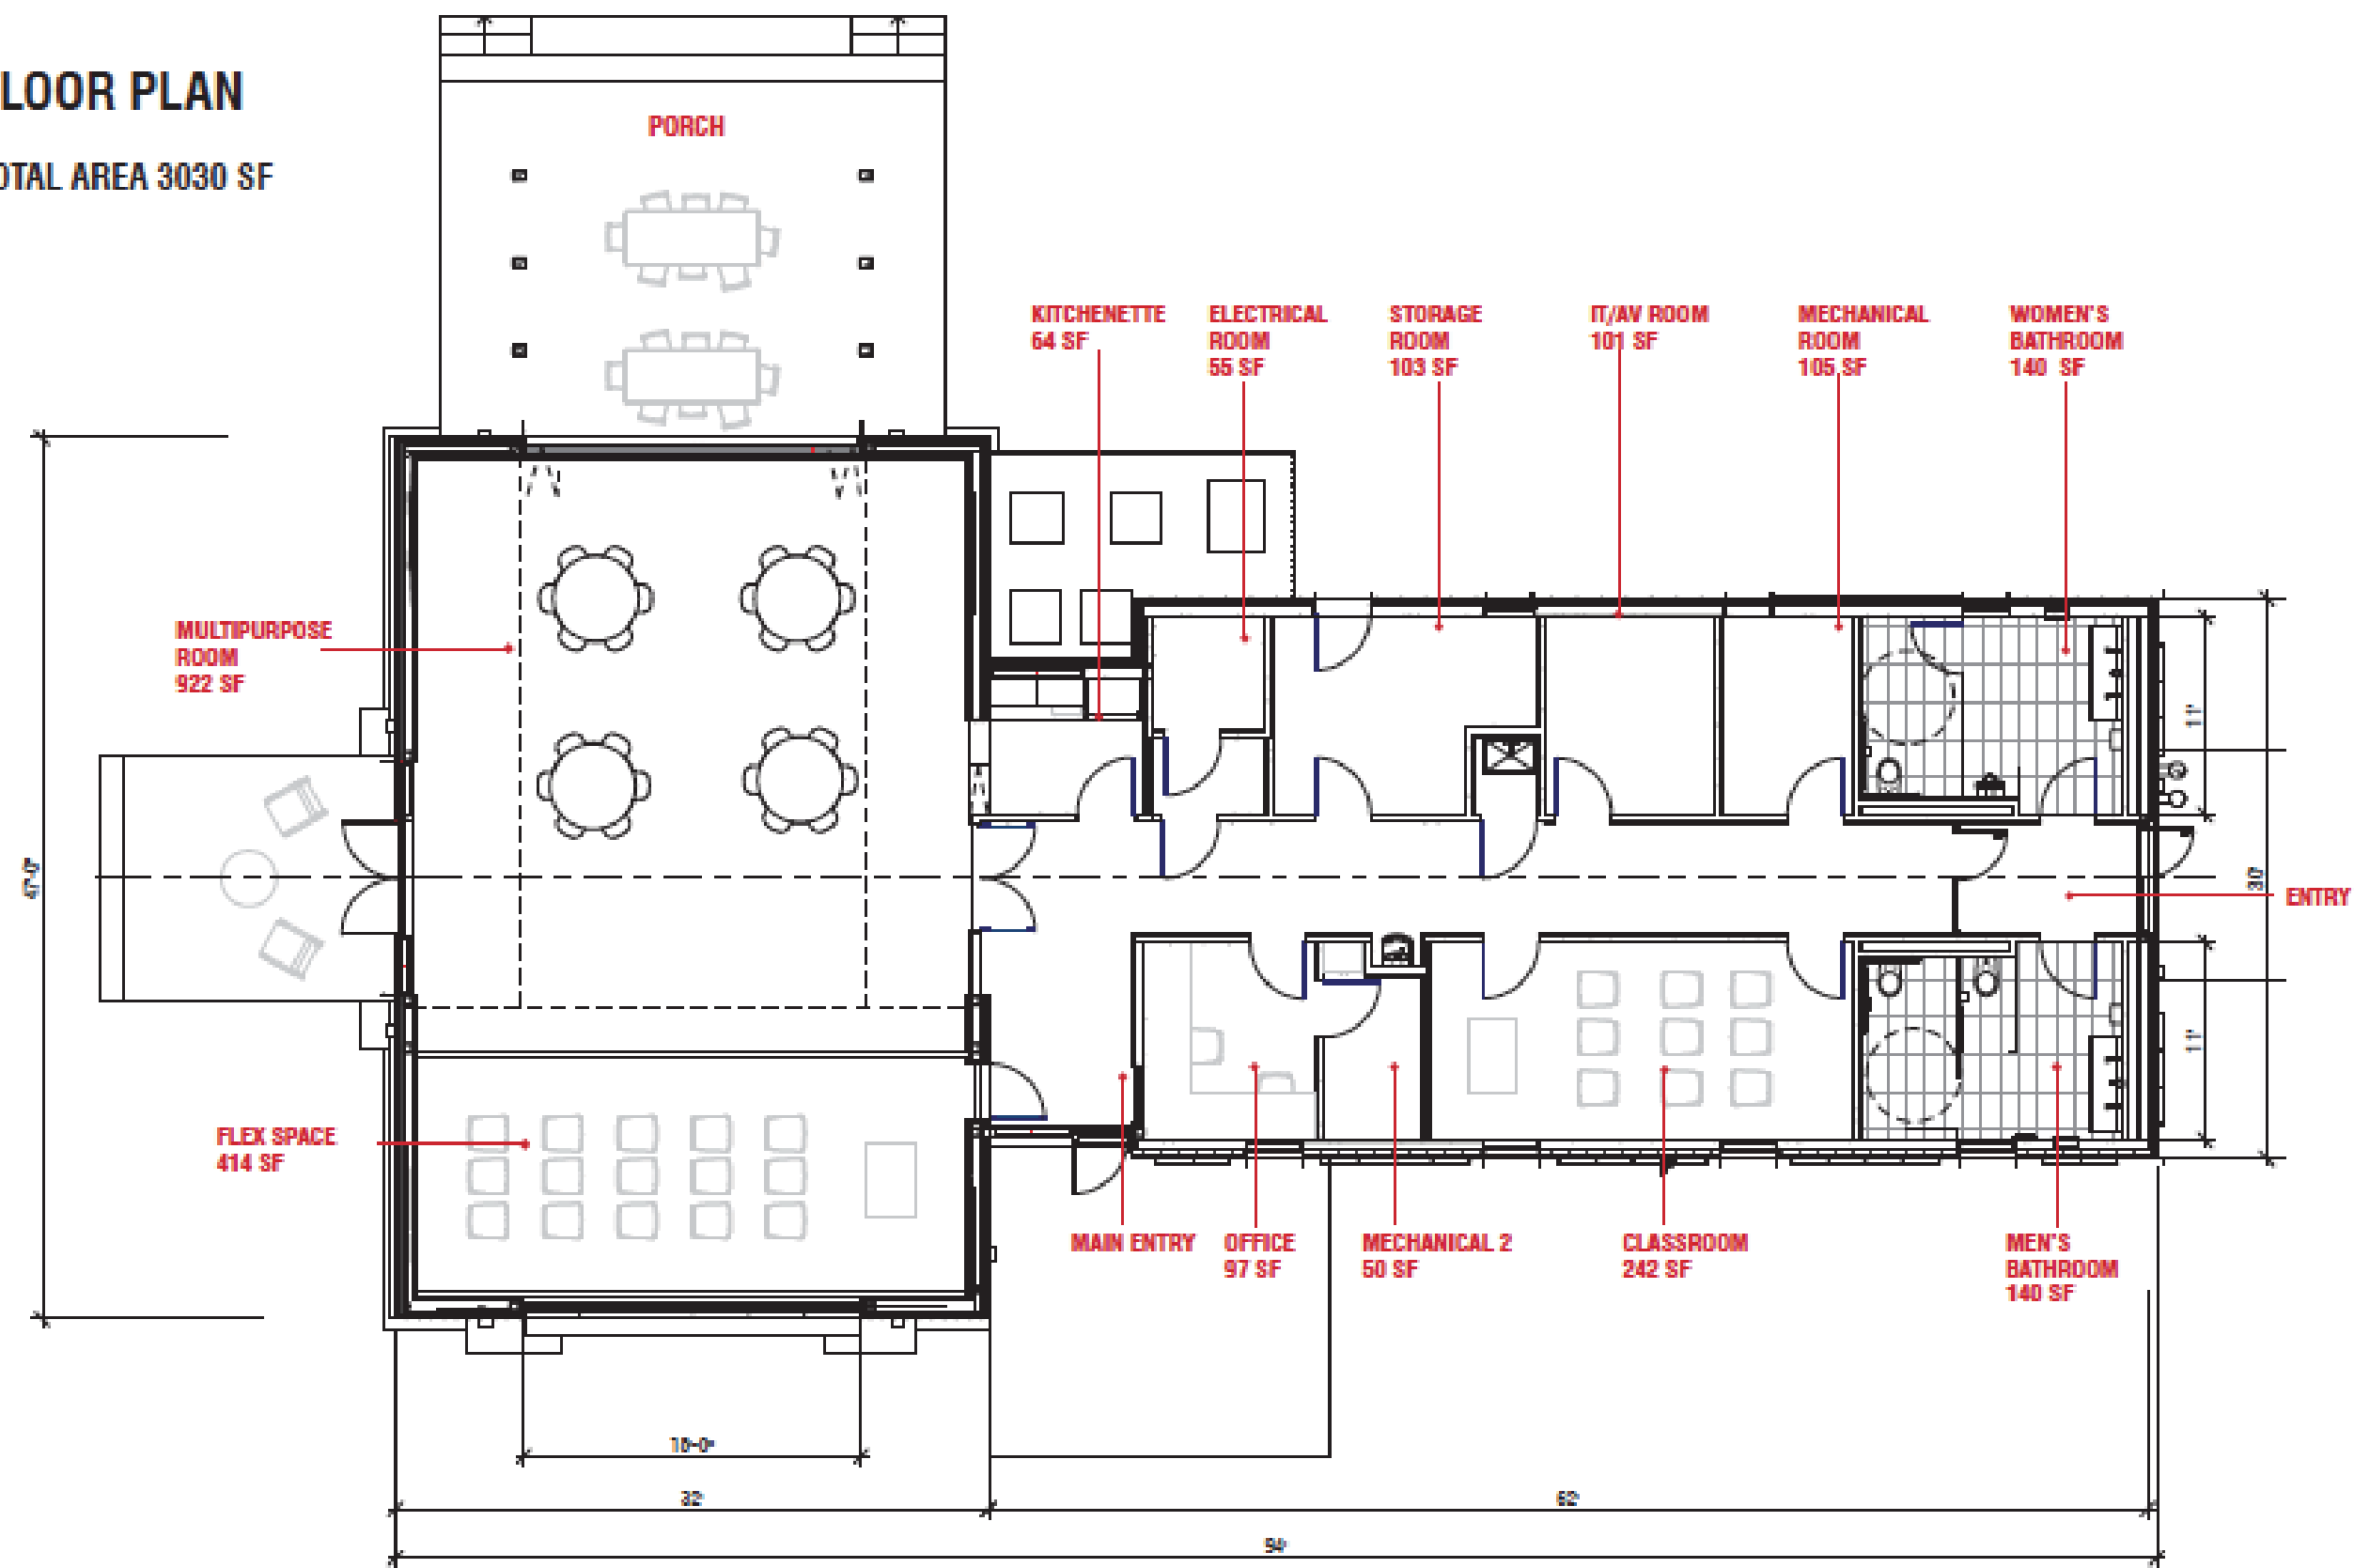 LOOR PLAN
OTAL AREA 3030 SF
PORCH
KITCHENETTE
64 SF
ELECTRICAL
ROOM
55 SF
STORAGE
ROOM
103 SF
IT/AV ROOM
101 SF
MECHANICAL
ROOM
105 SF
WOMEN'S
BATHROOM
140 SF
MULTIPURPOSE
ROOM
922 SF
11'
47'-0"
30'
ENTRY
11'
FLEX SPACE
414 SF
MAIN ENTRY
OFFICE
97 SF
MECHANICAL 2
50 SF
CLASSROOM
242 SF
MEN'S
BATHROOM
140 SF
32'
62'
94'